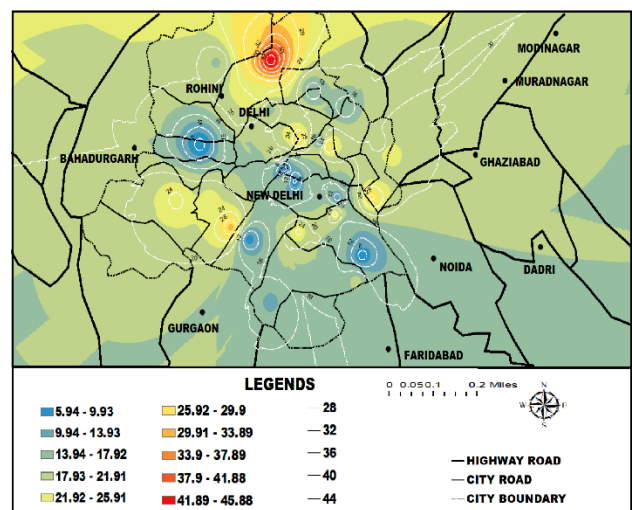 MODINAGAR
MURADNAGAR
ROHINI
DELHI
BAHADURGARH
GHAZIABAD
NEW DELHI
NOIDA
DADRI
GURGAON
FARIDABAD
LEGENDS
5.94 - 9.93
9.94 - 13.93
13.94 - 17.92
17.93 - 21.91
21.92 - 25.91
25.92 - 29.9
29.91 - 33.89
33.9 - 37.89
37.9 - 41.88
41.89 - 45.88
28
32
36
40
44
0 0.05 0.1 0.2 Miles
N
W E
S
HIGHWAY ROAD
CITY ROAD
CITY BOUNDARY